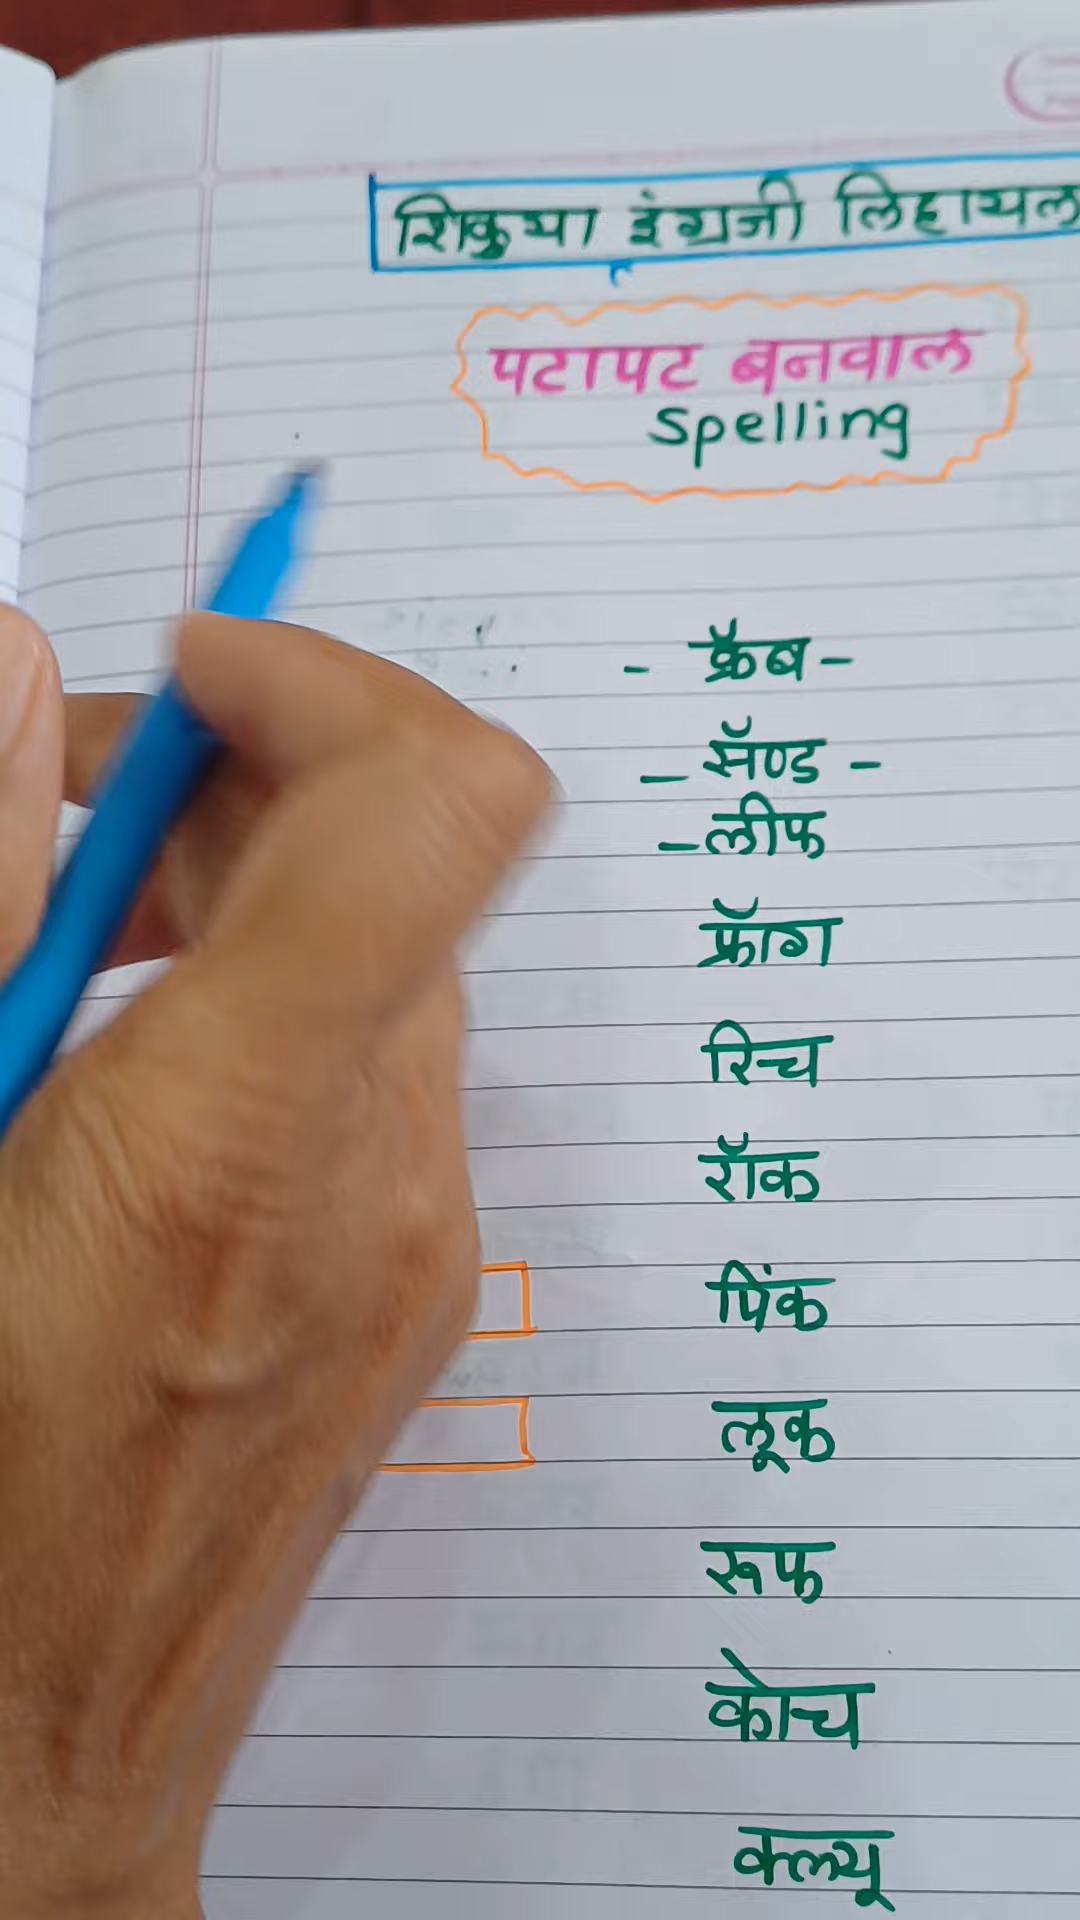 शिकुया इंग्रजी लिहायल
पटापट बनवाल
Spelling
- क्रॅब -
- सॅण्ड -
- लीफ
फ्रॉग
रिच
रॉक
पिंक
लूक
रूफ
कोच
क्ल्यू